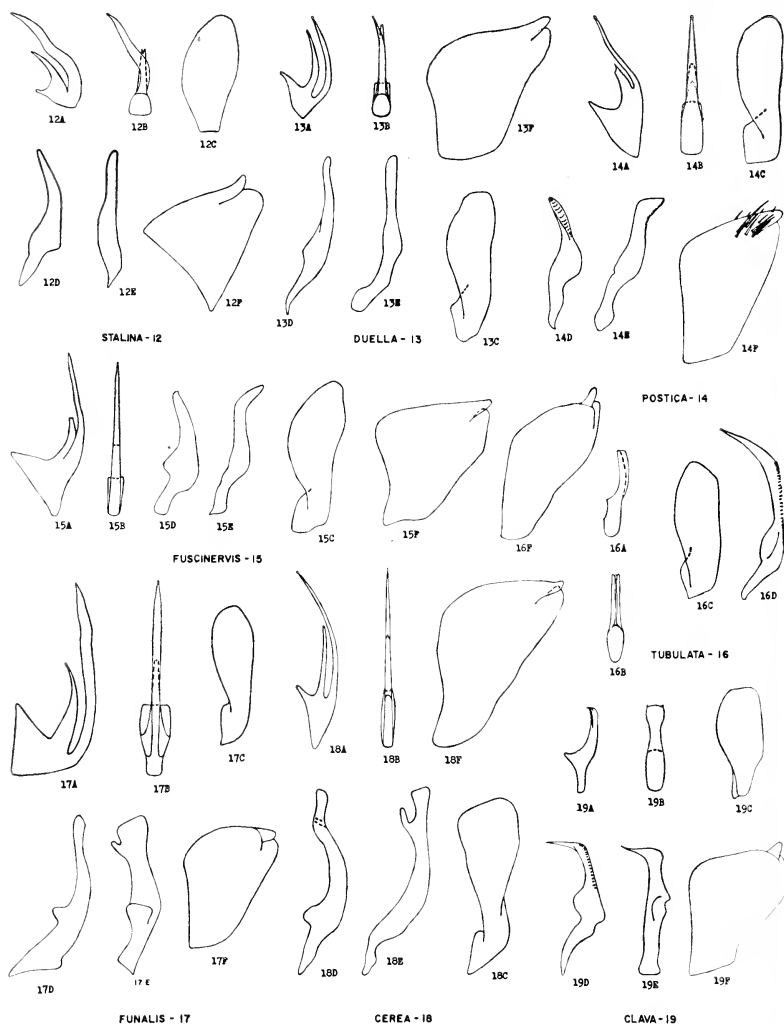 12A
12B
12C
13A
13B
13F
14A
14B
14C
12D
12E
12F
13D
13E
13C
14D
14E
14F
STALINA - 12
DUELLA - 13
POSTICA - 14
15A
15B
15D
15E
15C
15F
16F
16A
16C
16D
FUSCINERVIS - 15
16B
TUBULATA - 16
17A
17B
17C
18A
18B
18F
19A
19B
19C
17D
17E
17F
18D
18E
18C
19D
19E
19F
FUNALIS - 17
CEREA - 18
CLAVA - 19